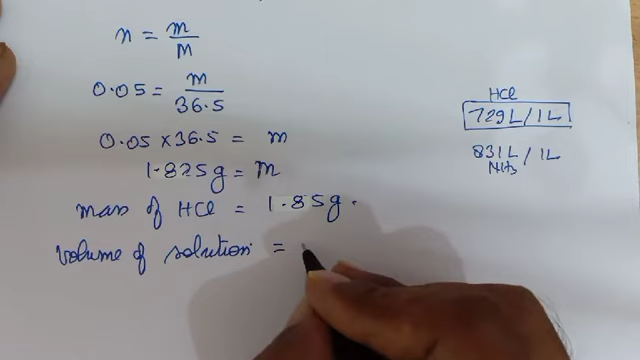 n = m/M
0.05 = m/36.5
0.05 × 36.5 = m
1.825g = m
mass of HCl = 1.85g.
Volume of solution =
HCl
729L/1L
831L/1L
NH3